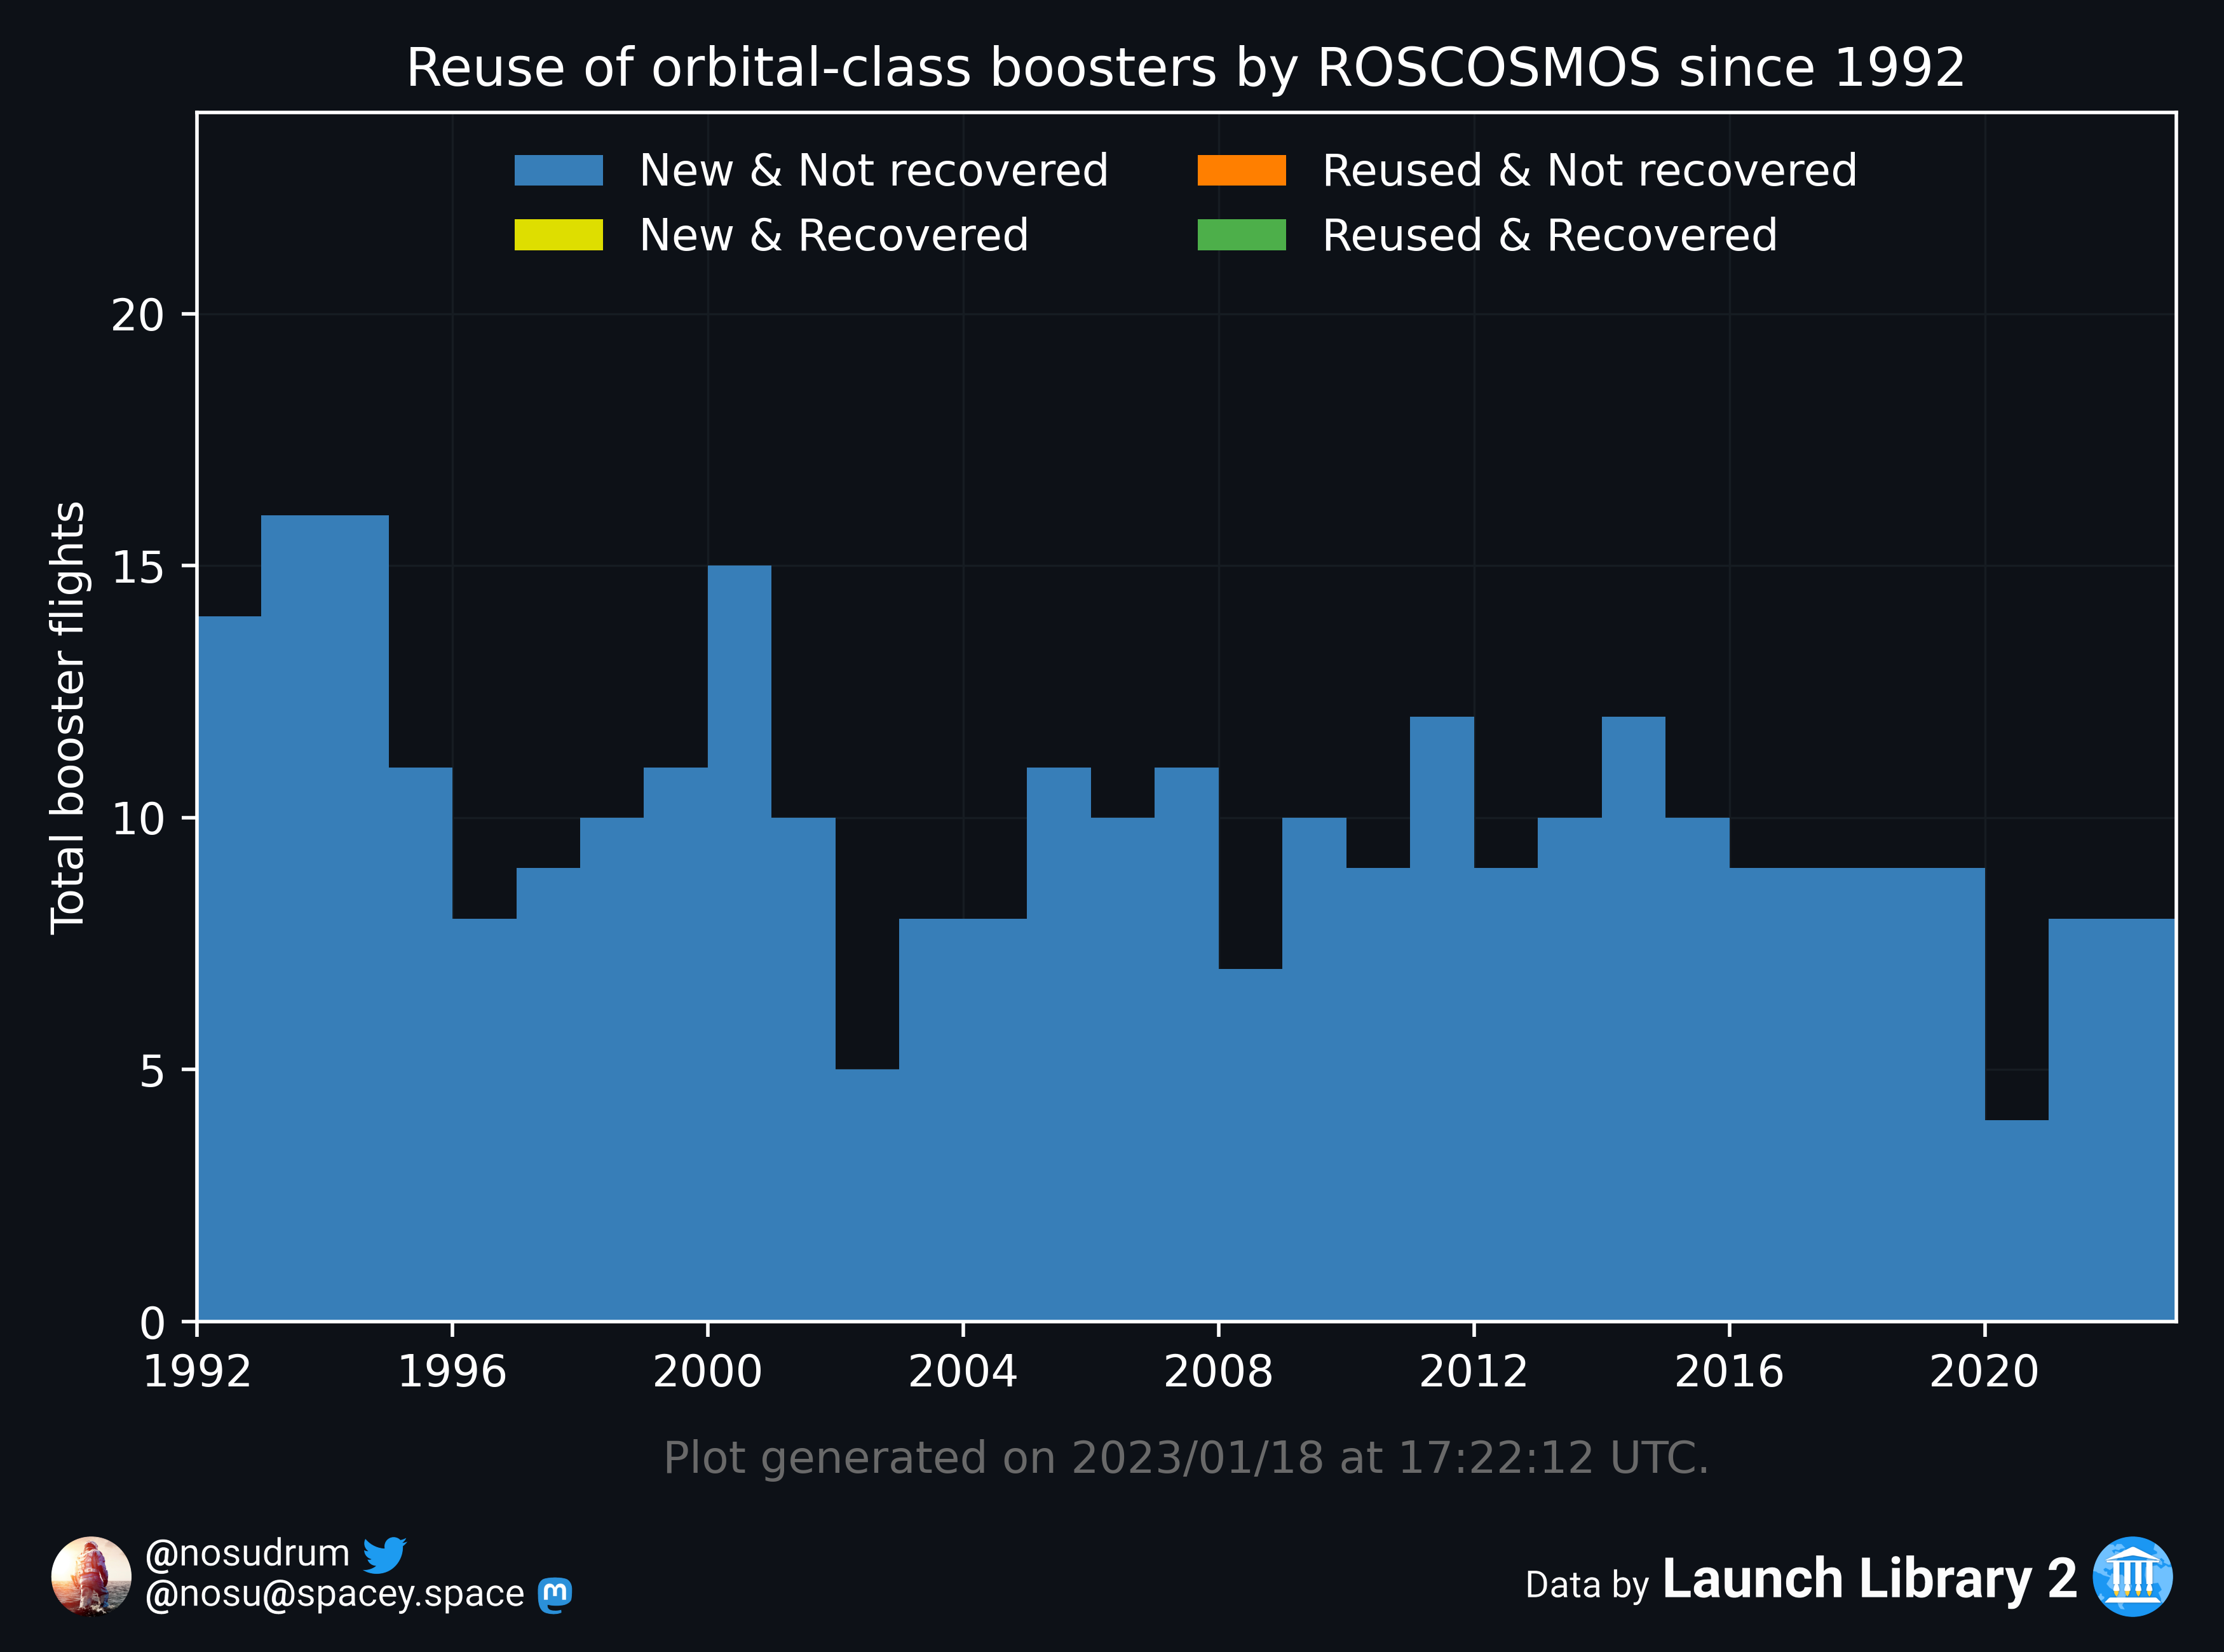 Reuse of orbital-class boosters by ROSCOSMOS since 1992
New & Not recovered
New & Recovered
Reused & Not recovered
Reused & Recovered
Total booster flights
20
15
10
5
0
1992 1996 2000 2004 2008 2012 2016 2020
Plot generated on 2023/01/18 at 17:22:12 UTC.
@nosudrum
@nosu@spacey.space
Data by Launch Library 2